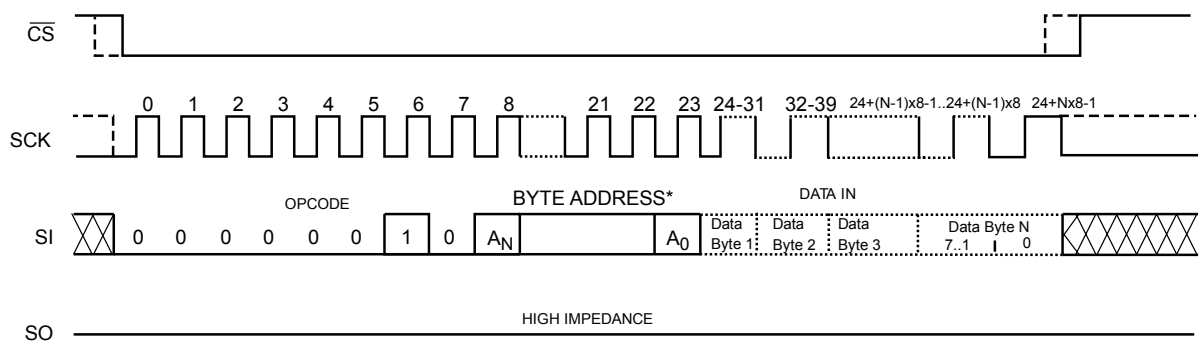 CS
0 1 2 3 4 5 6 7 8 21 22 23 24-31 32-39 24+(N-1)x8-1..24+(N-1)x8 24+Nx8-1
SCK
OPCODE BYTE ADDRESS* DATA IN
SI 0 0 0 0 0 0 1 0 AN A0
Data Byte 1
Data Byte 2
Data Byte 3
Data Byte N
7..1 0
HIGH IMPEDANCE
SO